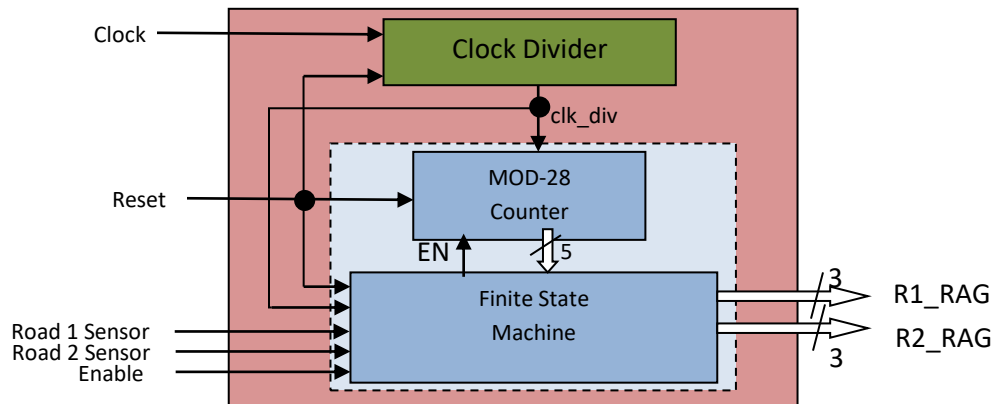 Clock
Clock Divider
clk_div
MOD-28
Counter
Reset
EN
5
Finite State
Machine
3
R1_RAG
Road 1 Sensor
Road 2 Sensor
R2_RAG
3
Enable